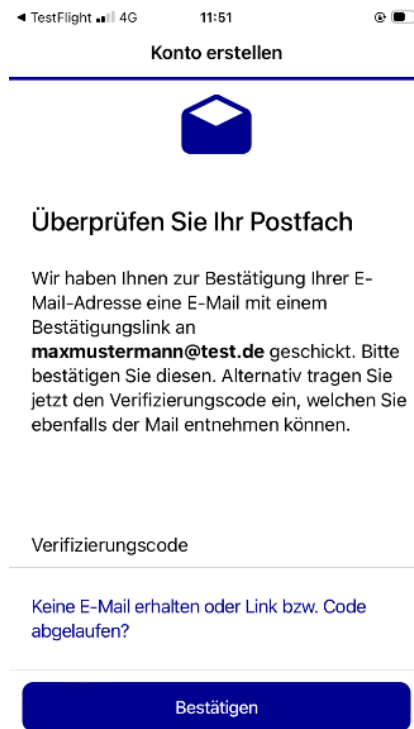 ◀ TestFlight 4G 11:51
Konto erstellen
Überprüfen Sie Ihr Postfach
Wir haben Ihnen zur Bestätigung Ihrer E-
Mail-Adresse eine E-Mail mit einem
Bestätigungslink an
maxmustermann@test.de geschickt. Bitte
bestätigen Sie diesen. Alternativ tragen Sie
jetzt den Verifizierungscode ein, welchen Sie
ebenfalls der Mail entnehmen können.
Verifizierungscode
Keine E-Mail erhalten oder Link bzw. Code
abgelaufen?
Bestätigen